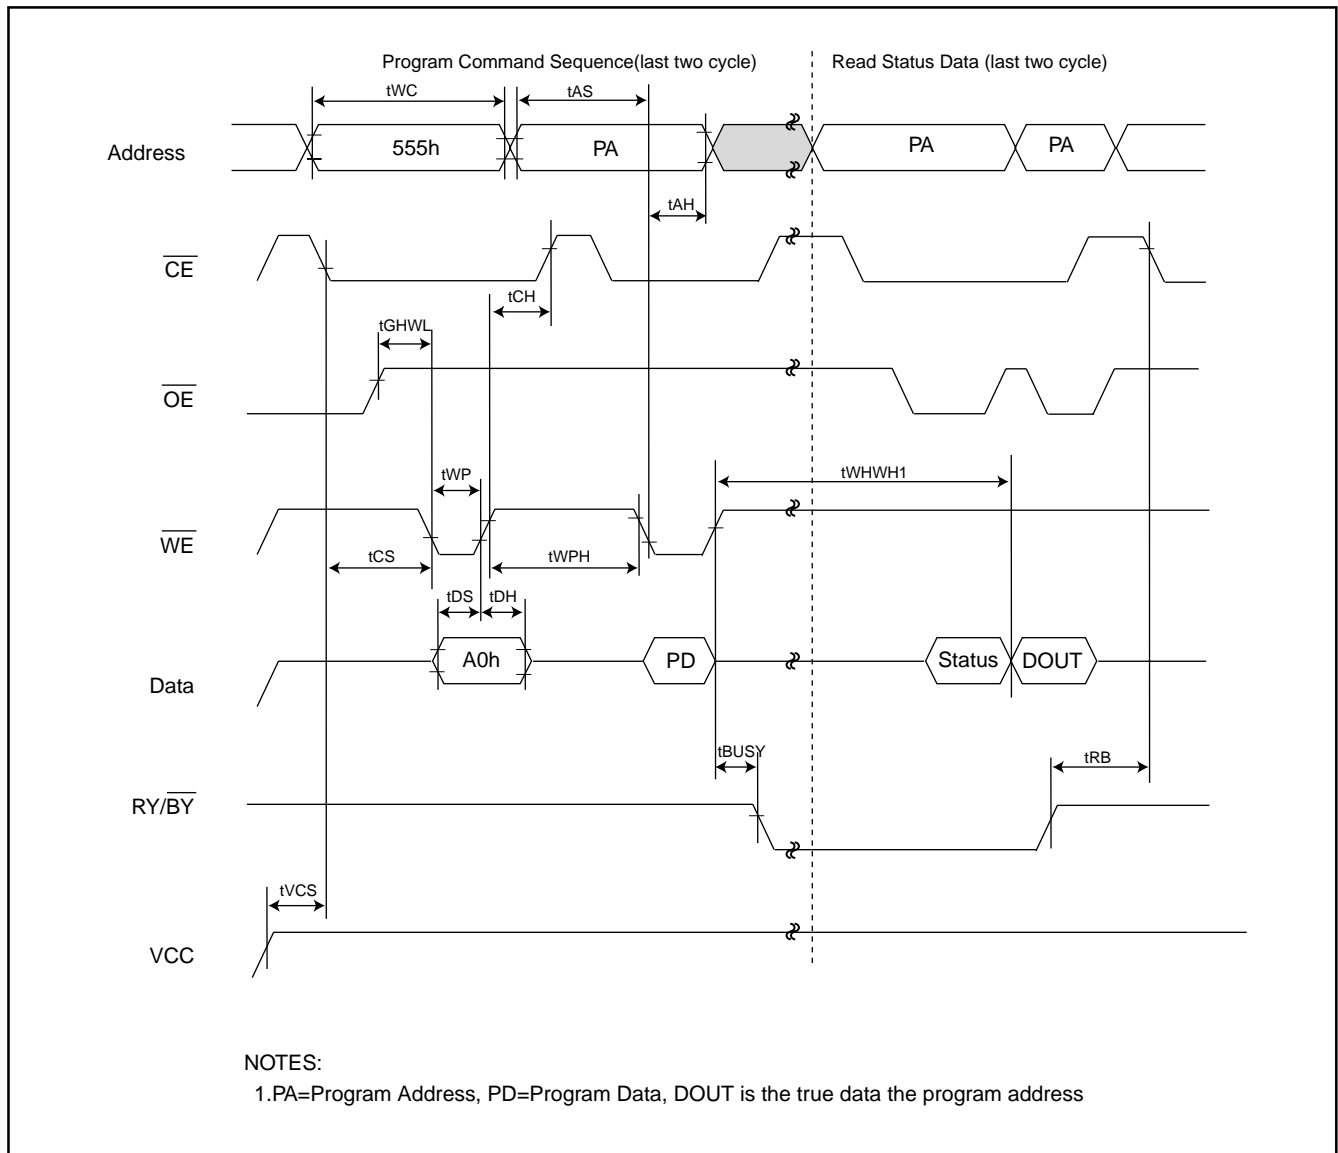 Program Command Sequence(last two cycle)
Read Status Data (last two cycle)
tWC
tAS
Address
555h
PA
PA
PA
tAH
CE
tCH
tGHWL
OE
tWP
tWHWH1
WE
tCS
tWPH
tDS
tDH
Data
A0h
PD
Status
DOUT
tBUSY
tRB
RY/BY
tVCS
VCC
NOTES:
1.PA=Program Address, PD=Program Data, DOUT is the true data the program address